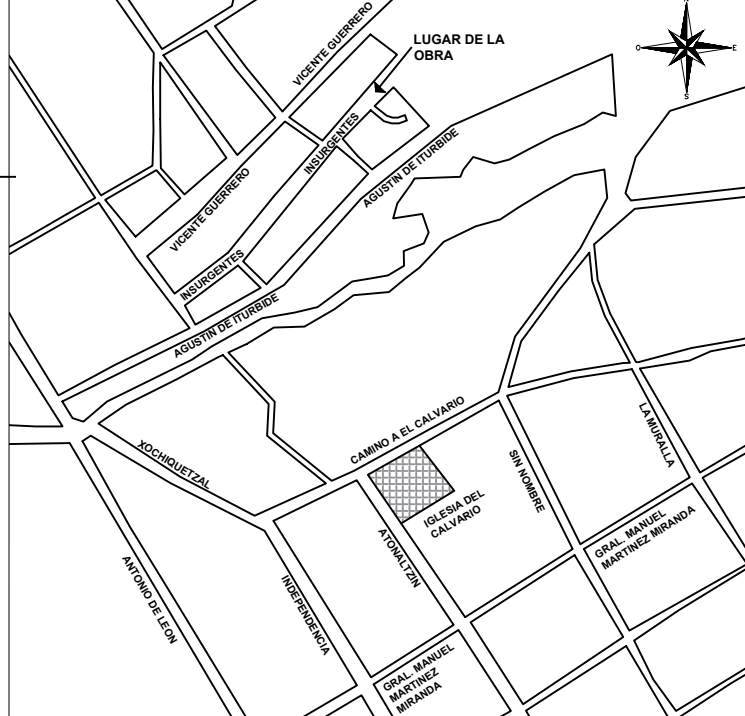 VICENTE GUERRERO
LUGAR DE LA
OBRA
O
E
S
INSURGENTES
AGUSTIN DE ITURBIDE
VICENTE GUERRERO
INSURGENTES
AGUSTIN DE ITURBIDE
CAMINO A EL CALVARIO
LA MURALLA
XOCHIQUETZAL
SIN NOMBRE
IGLESIA DEL
CALVARIO
GRAL. MANUEL
MARTINEZ MIRANDA
ATONALTZIN
ANTONIO DE LEON
INDEPENDENCIA
GRAL. MANUEL
MARTINEZ
MIRANDA